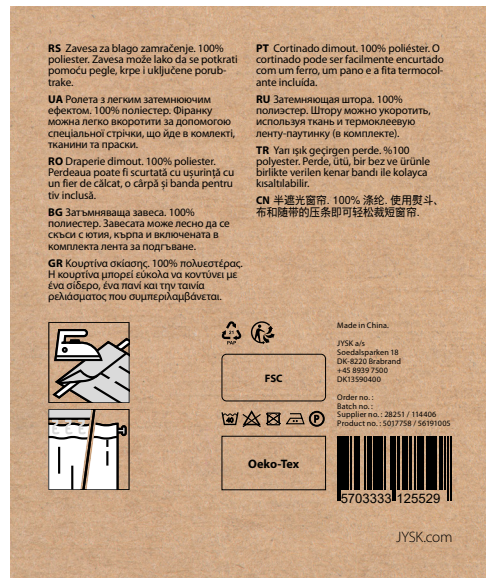 RS Zavesa za blago zamračenje. 100%
poliester. Zavesa može lako da se potkrati
pomoću pegle, krpe i uključene porub-
trake.
UA Ролета з легким затемнюючим
ефектом. 100% поліестер. Фіранку
можна легко вкоротити за допомогою
спеціальної стрічки, що йде в комлекті,
тканини та праски.
RO Draperie dimout. 100% poliester.
Perdeaua poate fi scurtată cu ușurință cu
un fier de călcat, o cârpă și banda pentru
tiv inclusă.
BG Затъмняваща завеса. 100%
полиестер. Завесата може лесно да се
скъси с ютия, кърпа и включената в
комплекта лента за подгъване.
GR Κουρτίνα σκίασης. 100% πολυεστέρας.
Η κουρτίνα μπορεί εύκολα να κοντύνει με
ένα σίδερο, ένα πανί και την ταινία
ρελιάσματος που συμπεριλαμβάνεται.
PT Cortinado dimout. 100% poliéster. O
cortinado pode ser facilmente encurtado
com um ferro, um pano e a fita termocol-
ante incluída.
RU Затемняющая штора. 100%
полиэстер. Штору можно укоротить,
используя ткань и термоклеевую
ленту-паутинку (в комплекте).
TR Yarı ışık geçirgen perde. %100
polyester. Perde, ütü, bir bez ve ürünle
birlikte verilen kenar bandı ile kolayca
kısaltılabilir.
CN 半遮光窗帘. 100% 涤纶. 使用熨斗、
布和随带的压条即可轻松裁短窗帘.
21
PAP
FSC
40
P
Oeko-Tex
Made in China.
JYSK a/s
Soedalsparken 18
DK-8220 Brabrand
+45 8939 7500
DK13590400
Order no. :
Batch no. :
Supplier no. : 28251 / 114406
Product no. : 5017758 / 56191005
5703333 125529
JYSK.com